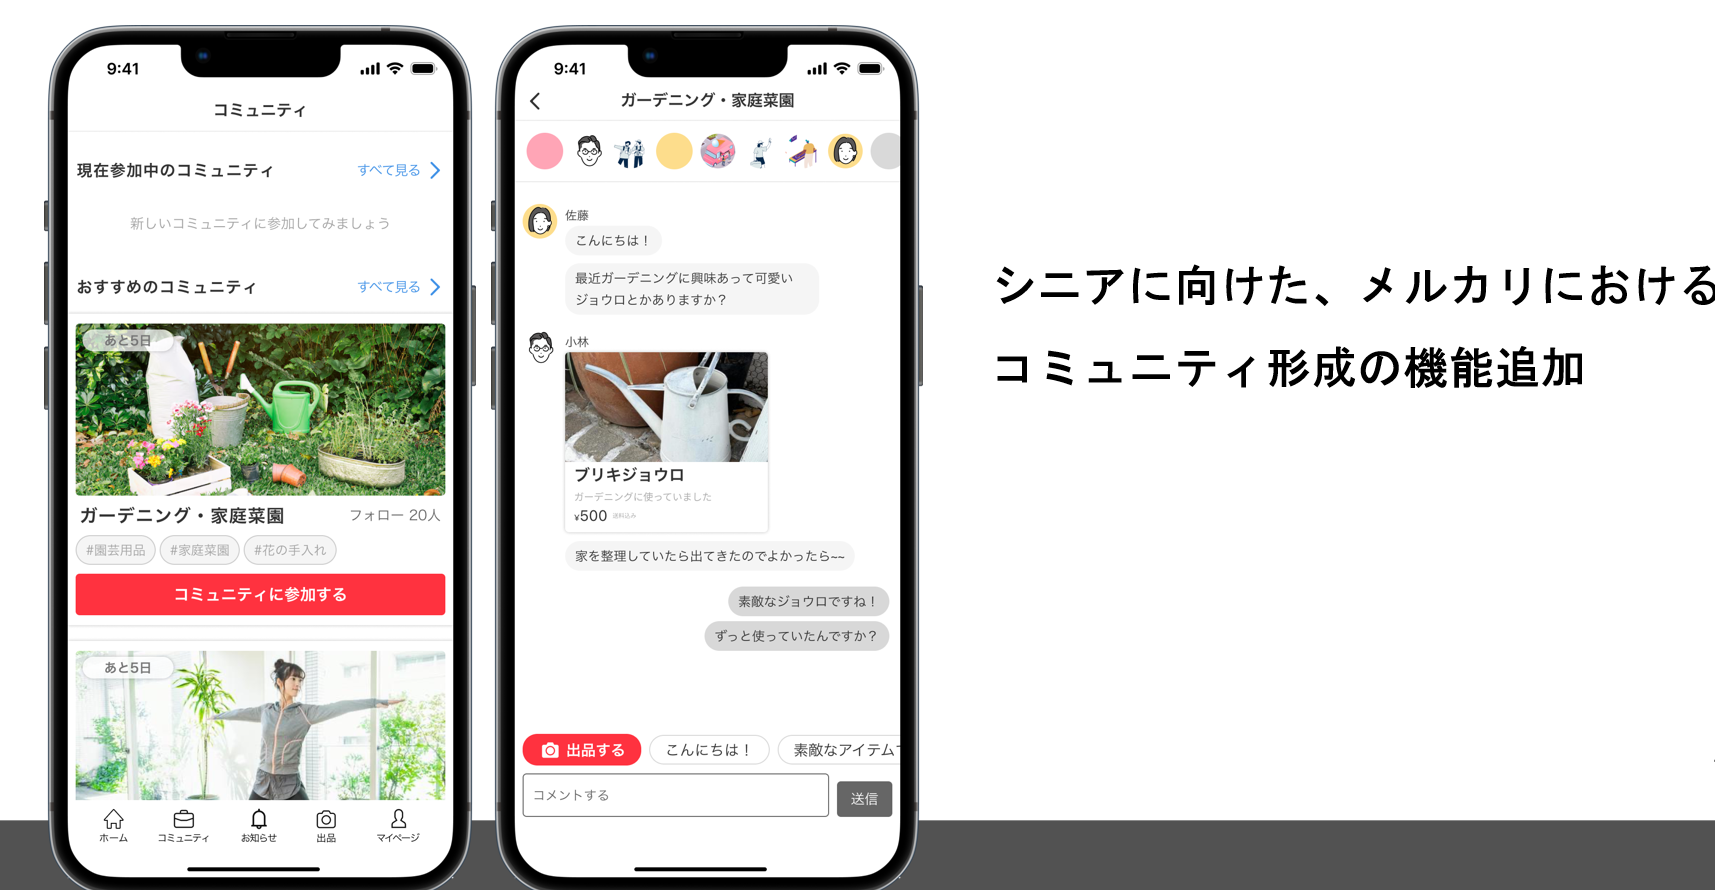 9:41
コミュニティ
現在参加中のコミュニティ
すべて見る
新しいコミュニティに参加してみましょう
おすすめのコミュニティ
すべて見る
あと5日
ガーデニング・家庭菜園
フォロー 20人
#園芸用品
#家庭菜園
#花の手入れ
コミュニティに参加する
あと5日
ホーム
コミュニティ
お知らせ
出品
マイページ
9:41
ガーデニング・家庭菜園
佐藤
こんにちは！
最近ガーデニングに興味あって可愛い
ジョウロとかありますか？
小林
ブリキジョウロ
ガーデニングに使っていました
¥500 送料込み
家を整理していたら出てきたのでよかったら~~
素敵なジョウロですね！
ずっと使っていたんですか？
出品する
こんにちは！
素敵なアイテム
コメントする
送信
シニアに向けた、メルカリにおける
コミュニティ形成の機能追加